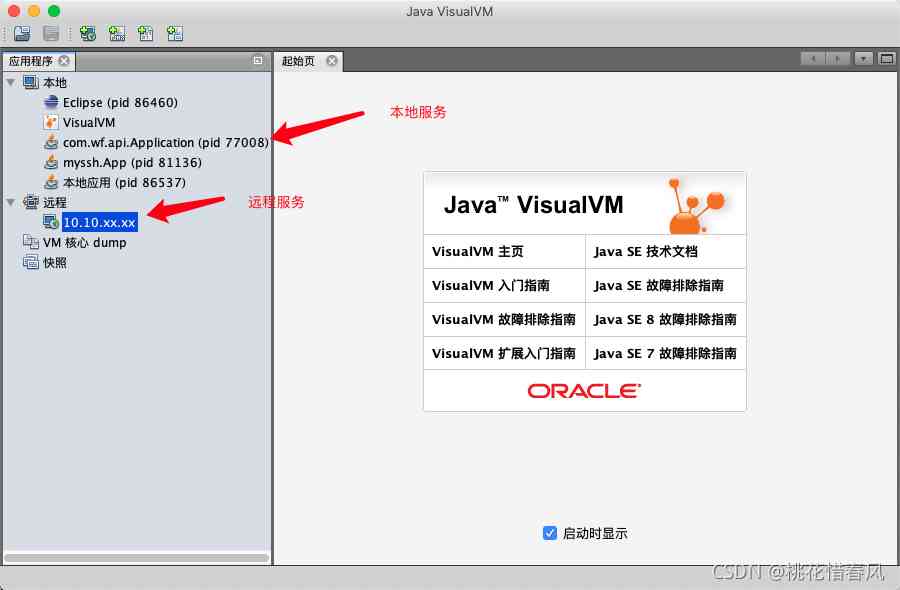 Java VisualVM
应用程序
起始页
本地
Eclipse (pid 86460)
VisualVM
com.wf.api.Application (pid 77008)
myssh.App (pid 81136)
本地应用 (pid 86537)
远程
10.10.xx.xx
VM 核心 dump
快照
本地服务
远程服务
Java™ VisualVM
VisualVM 主页
Java SE 技术文档
VisualVM 入门指南
Java SE 故障排除指南
VisualVM 故障排除指南
Java SE 8 故障排除指南
VisualVM 扩展入门指南
Java SE 7 故障排除指南
ORACLE
启动时显示
CSDN @桃花惜春风